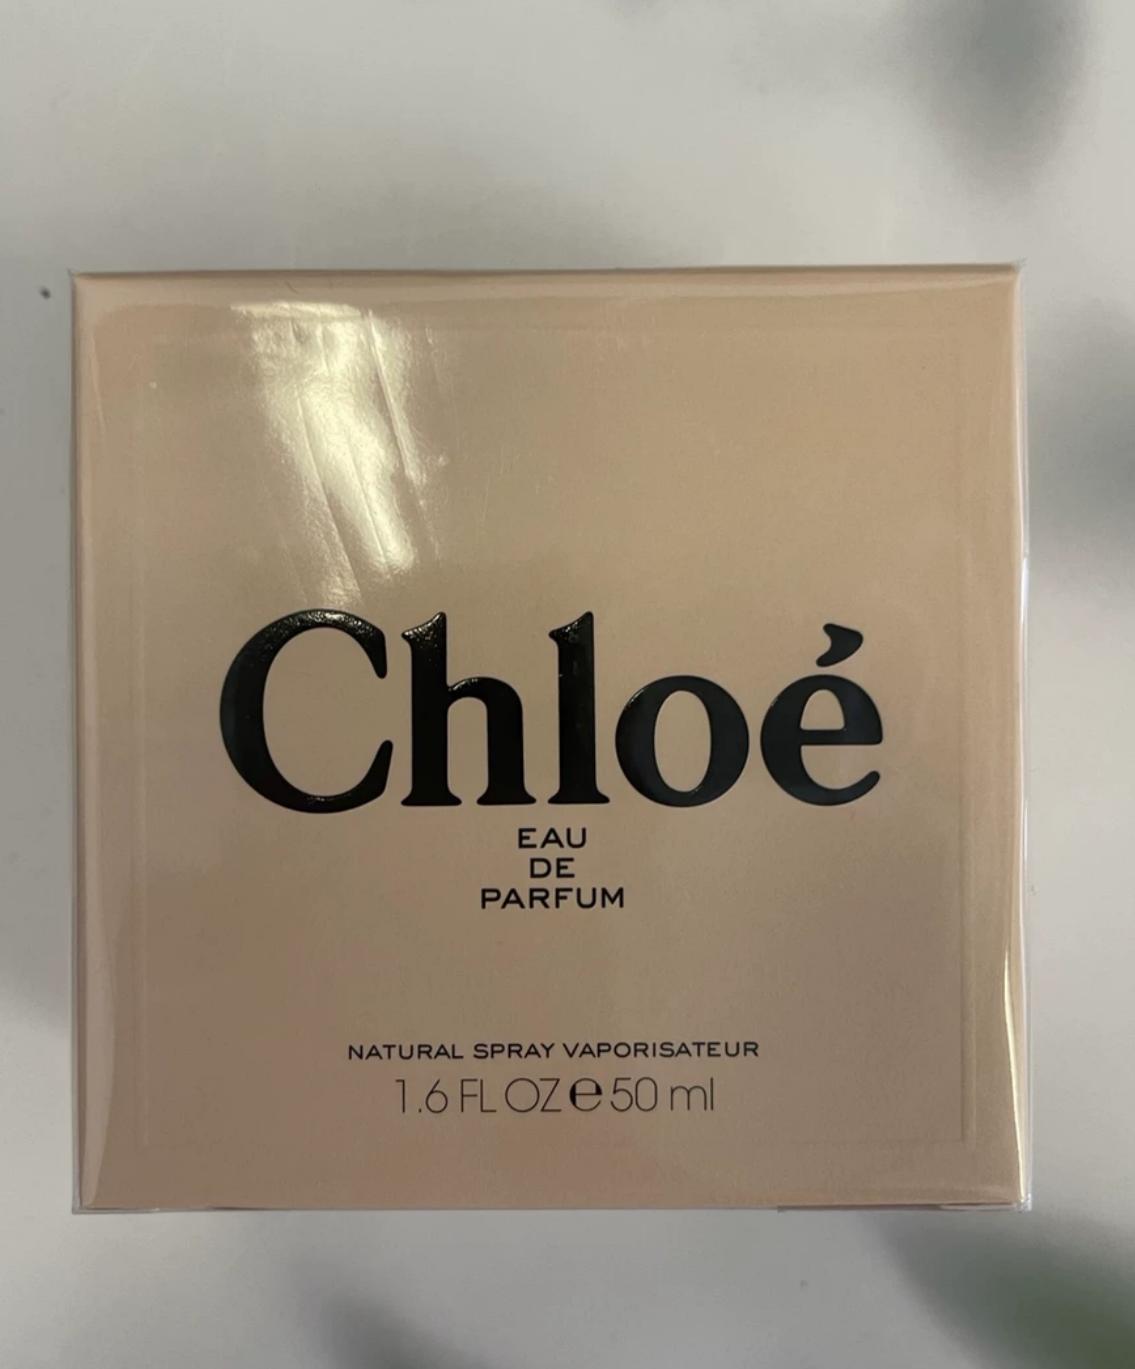 Chloé
EAU
DE
PARFUM
NATURAL SPRAY VAPORISATEUR
1.6 FL OZ ℮ 50 ml